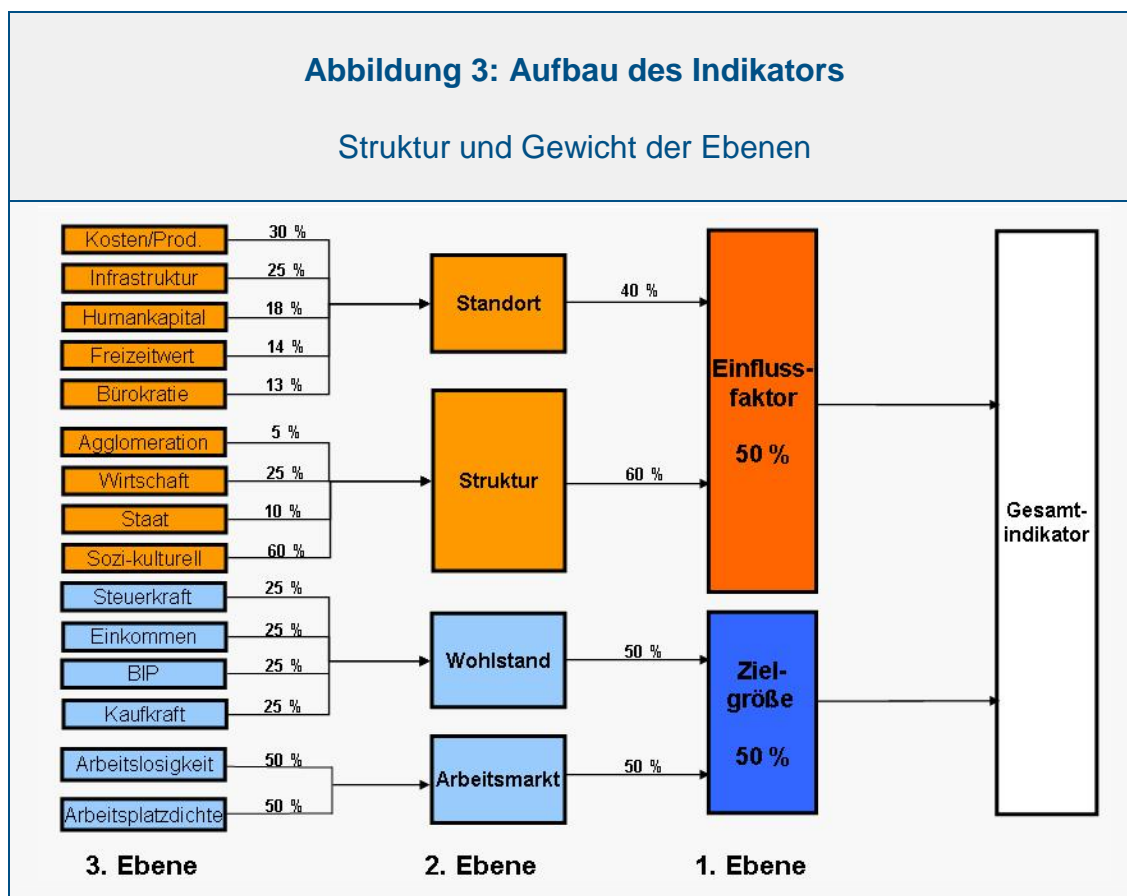 Abbildung 3: Aufbau des Indikators
Struktur und Gewicht der Ebenen
Kosten/Prod.
30 %
Infrastruktur
25 %
Humankapital
18 %
Freizeitwert
14 %
Bürokratie
13 %
Standort
40 %
Agglomeration
5 %
Wirtschaft
25 %
Staat
10 %
Sozi-kulturell
60 %
Struktur
60 %
Einfluss-
faktor
50 %
Steuerkraft
25 %
Einkommen
25 %
BIP
25 %
Kaufkraft
25 %
Wohlstand
50 %
Arbeitslosigkeit
50 %
Arbeitsplatzdichte
50 %
Arbeitsmarkt
50 %
Ziel-
größe
50 %
Gesamt-
indikator
3. Ebene
2. Ebene
1. Ebene